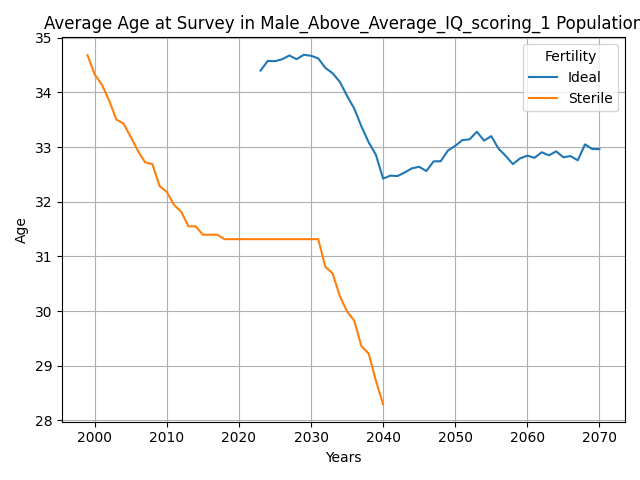 Average Age at Survey in Male_Above_Average_IQ_scoring_1 Population
35
34
33
32
31
30
29
28
Age
Fertility
Ideal
Sterile
2000 2010 2020 2030 2040 2050 2060 2070
Years